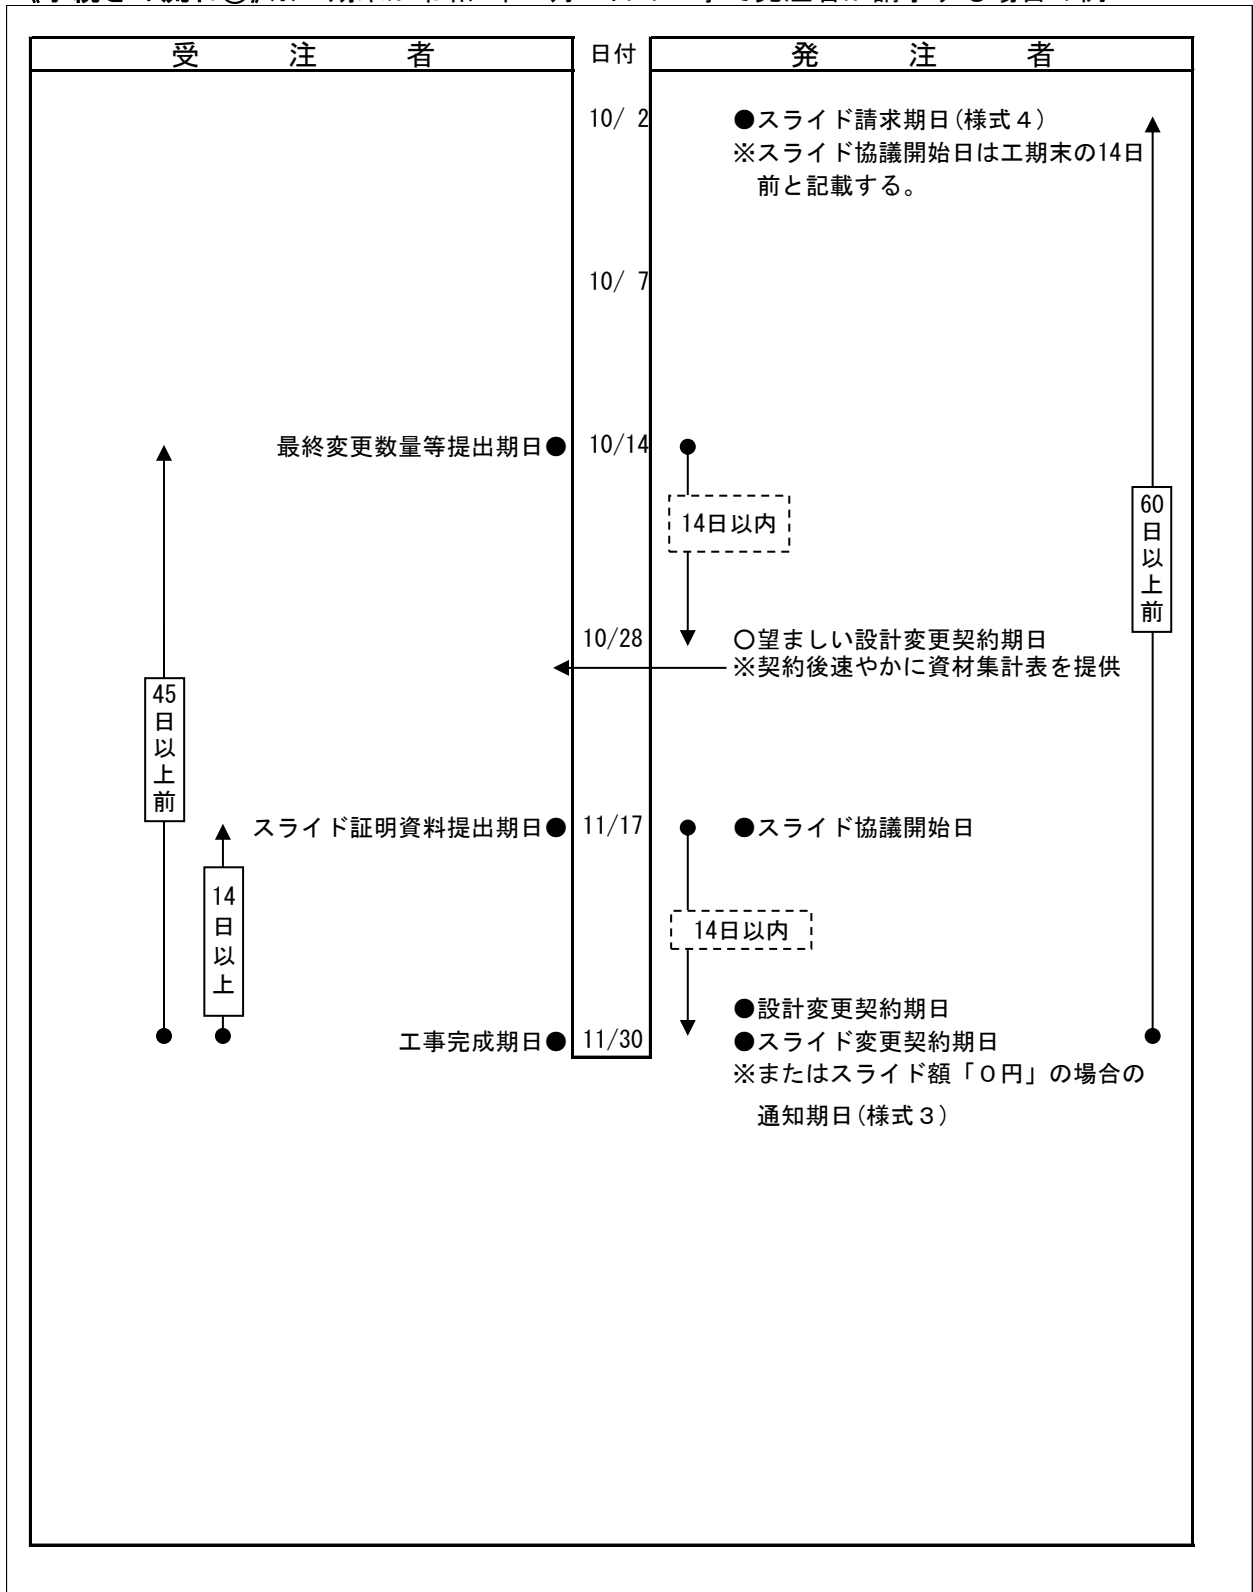 受注者 日付 発注者
10/ 2 ●スライド請求期日(様式４)
※スライド協議開始日は工期末の14日
前と記載する。
10/ 7
最終変更数量等提出期日● 10/14
14日以内
60日以上前
10/28 〇望ましい設計変更契約期日
※契約後速やかに資材集計表を提供
45日以上前
スライド証明資料提出期日● 11/17 ●スライド協議開始日
14日以上
14日以内
●設計変更契約期日
工事完成期日● 11/30 ●スライド変更契約期日
※またはスライド額「０円」の場合の
通知期日(様式３)